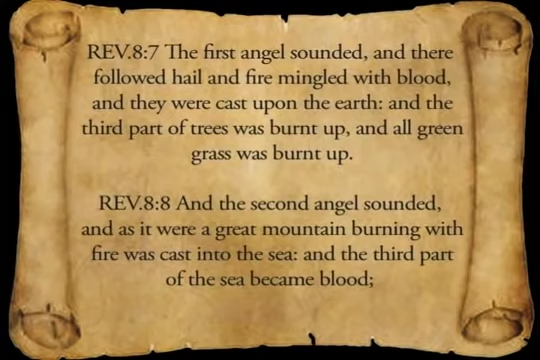 REV.8:7 The first angel sounded, and there
followed hail and fire mingled with blood,
and they were cast upon the earth: and the
third part of trees was burnt up, and all green
grass was burnt up.
REV.8:8 And the second angel sounded,
and as it were a great mountain burning with
fire was cast into the sea: and the third part
of the sea became blood;